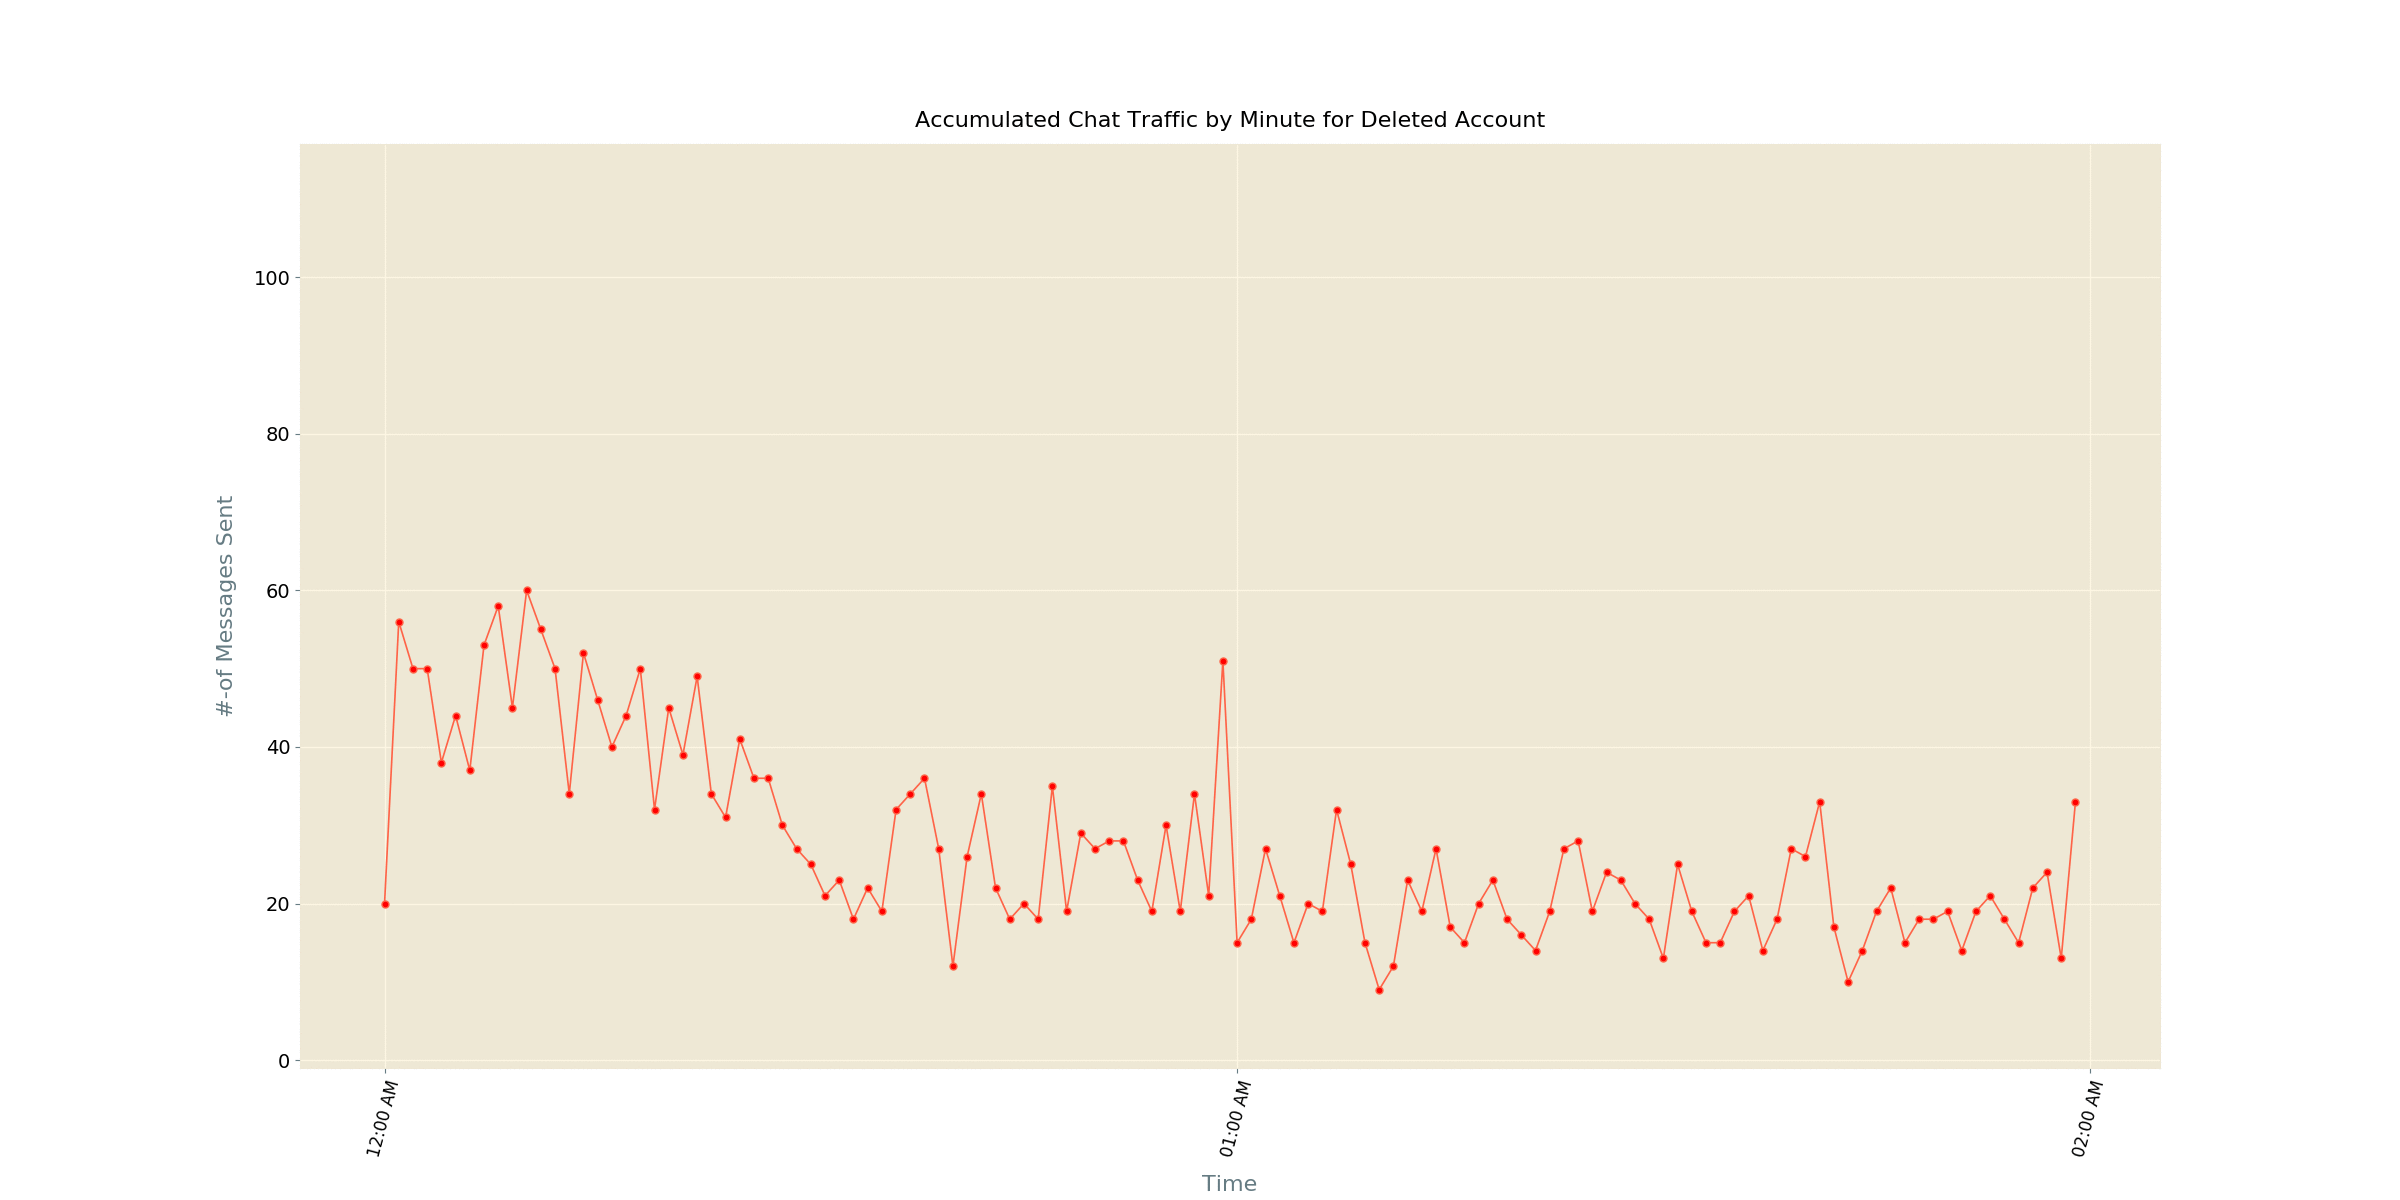 Accumulated Chat Traffic by Minute for Deleted Account
#-of Messages Sent
100
80
60
40
20
0
12:00 AM
01:00 AM
02:00 AM
Time